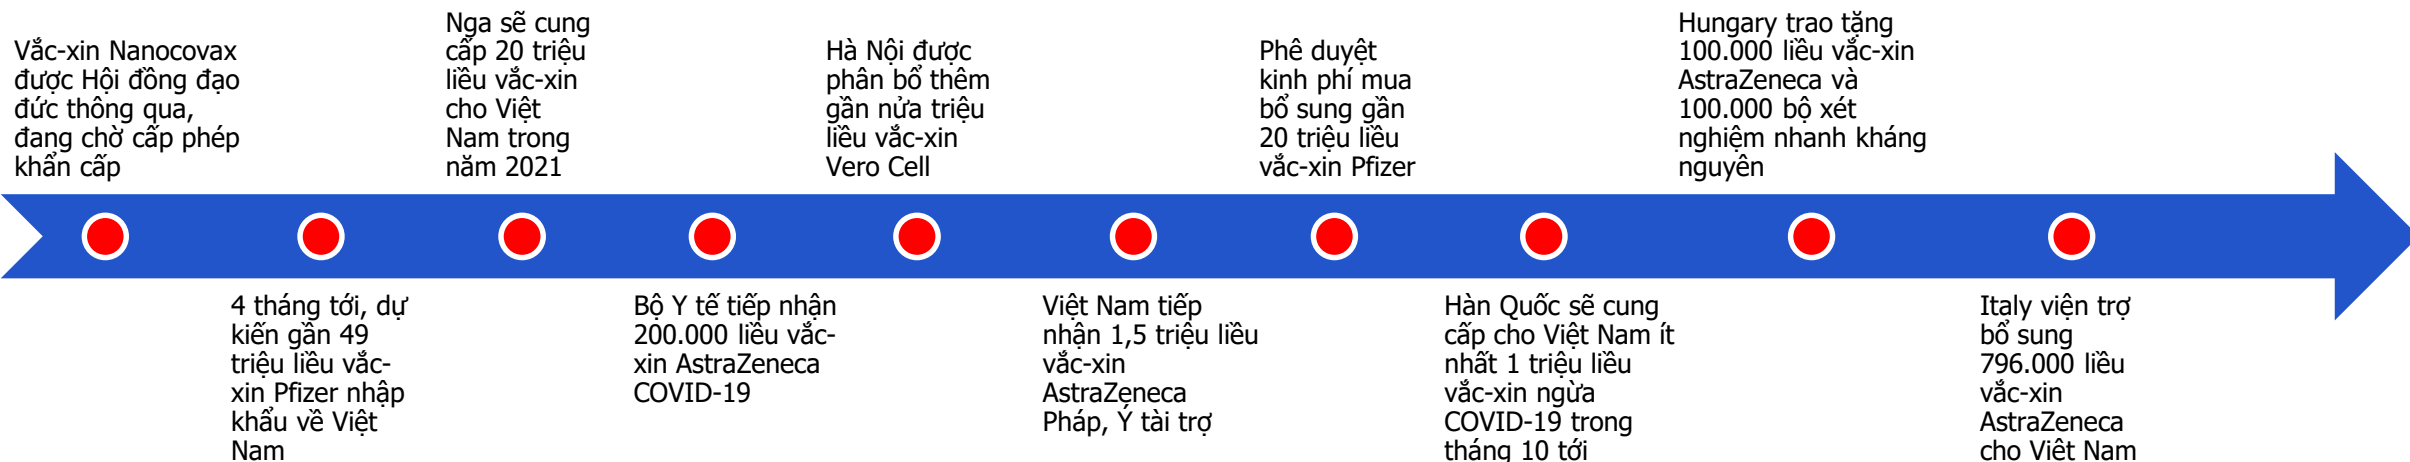 Vắc-xin Nanocovax
được Hội đồng đạo
đức thông qua,
đang chờ cấp phép
khẩn cấp
4 tháng tới, dự
kiến gần 49
triệu liều vắc-
xin Pfizer nhập
khẩu về Việt
Nam
Nga sẽ cung
cấp 20 triệu
liều vắc-xin
cho Việt
Nam trong
năm 2021
Bộ Y tế tiếp nhận
200.000 liều vắc-
xin AstraZeneca
COVID-19
Hà Nội được
phân bổ thêm
gần nửa triệu
liều vắc-xin
Vero Cell
Việt Nam tiếp
nhận 1,5 triệu liều
vắc-xin
AstraZeneca
Pháp, Ý tài trợ
Phê duyệt
kinh phí mua
bổ sung gần
20 triệu liều
vắc-xin Pfizer
Hàn Quốc sẽ cung
cấp cho Việt Nam ít
nhất 1 triệu liều
vắc-xin ngừa
COVID-19 trong
tháng 10 tới
Hungary trao tặng
100.000 liều vắc-xin
AstraZeneca và
100.000 bộ xét
nghiệm nhanh kháng
nguyên
Italy viện trợ
bổ sung
796.000 liều
vắc-xin
AstraZeneca
cho Việt Nam